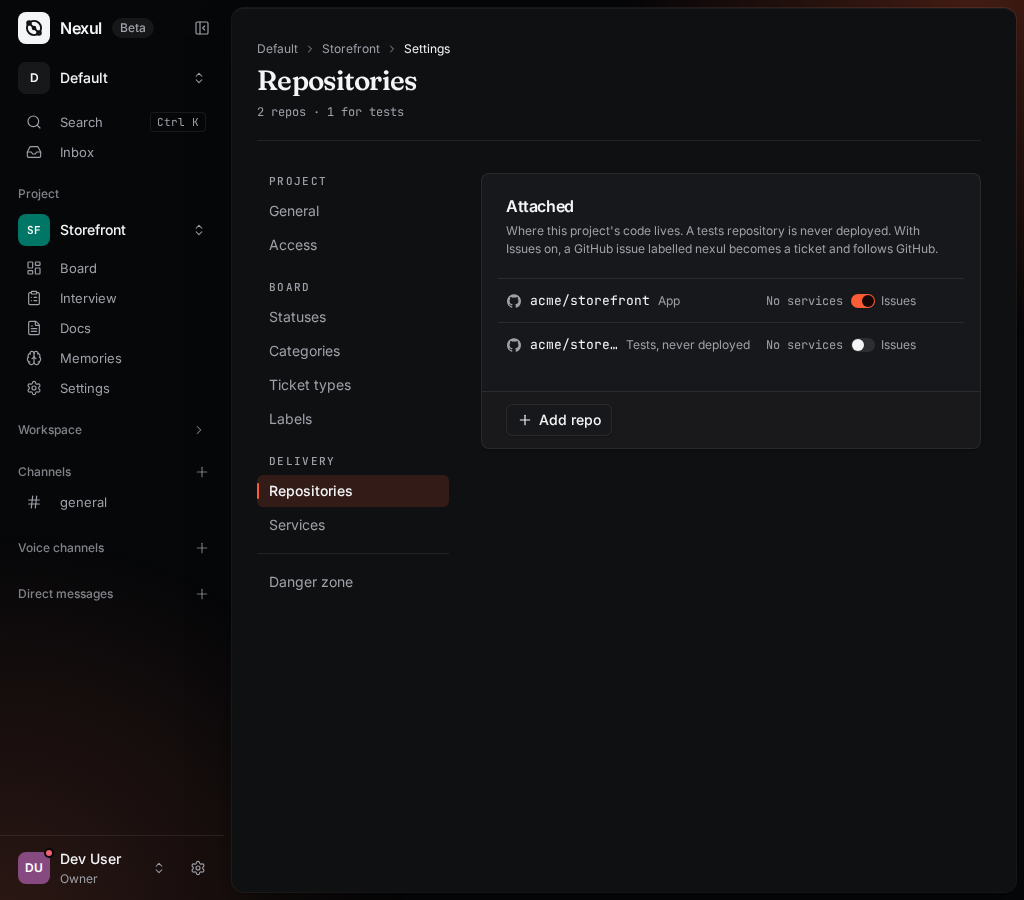 Nexul Beta
D Default
Search Ctrl K
Inbox
Project
SF Storefront
Board
Interview
Docs
Memories
Settings
Workspace
Channels
general
Voice channels
Direct messages
DU Dev User
Owner
Default Storefront Settings
Repositories
2 repos · 1 for tests
PROJECT
General
Access
BOARD
Statuses
Categories
Ticket types
Labels
DELIVERY
Repositories
Services
Danger zone
Attached
Where this project's code lives. A tests repository is never deployed. With
Issues on, a GitHub issue labelled nexul becomes a ticket and follows GitHub.
acme/storefront App No services Issues
acme/store… Tests, never deployed No services Issues
Add repo